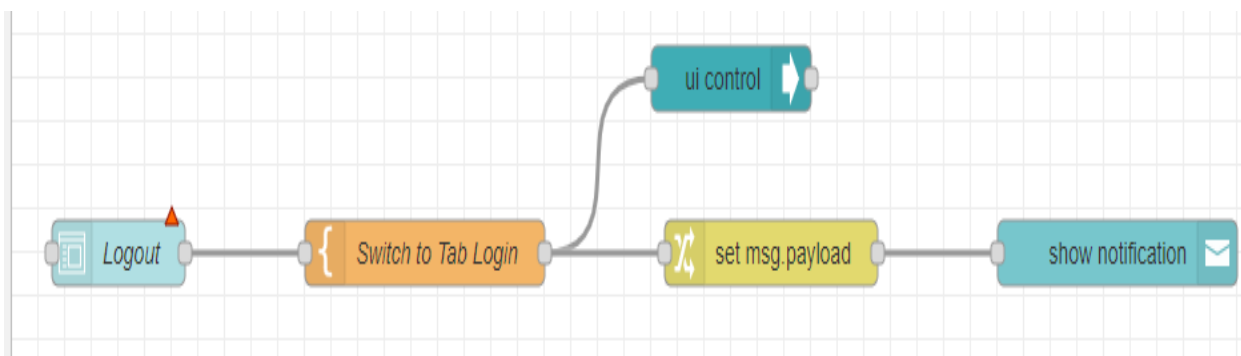 ui control
Logout
Switch to Tab Login
set msg.payload
show notification